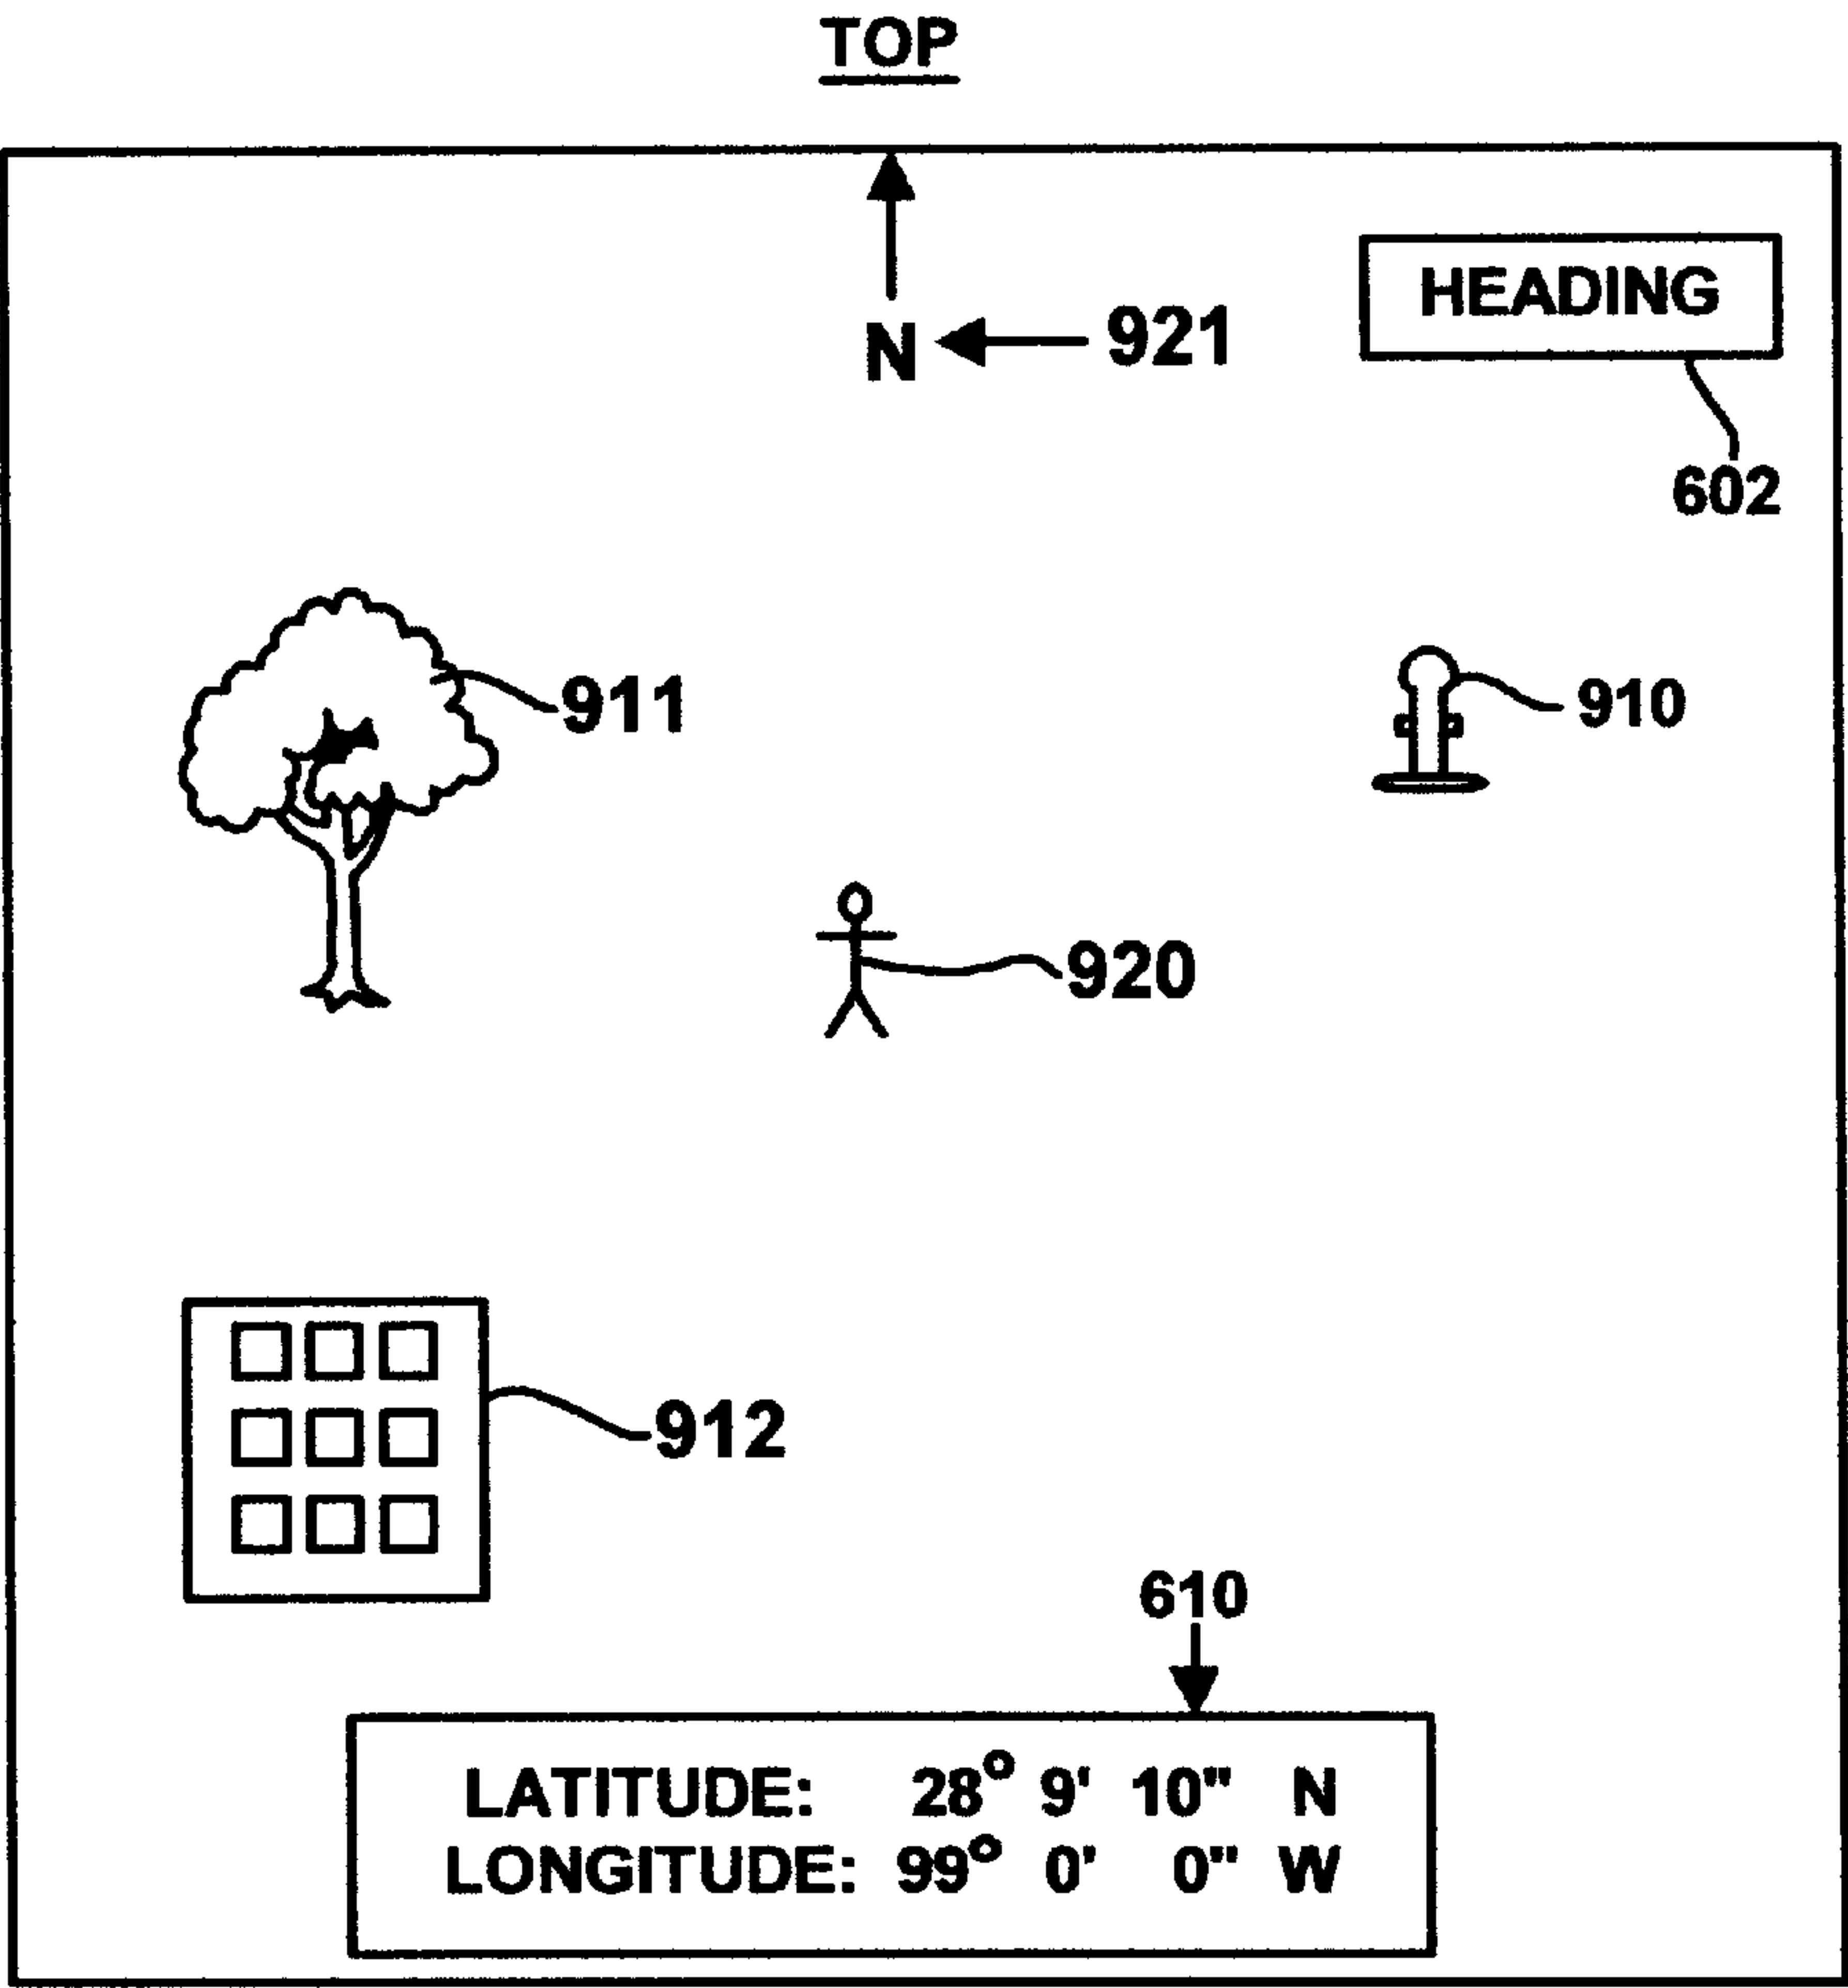 TOP
HEADING
N 921
602
911
910
920
912
610
LATITUDE: 28° 9' 10" N
LONGITUDE: 99° 0' 0" W